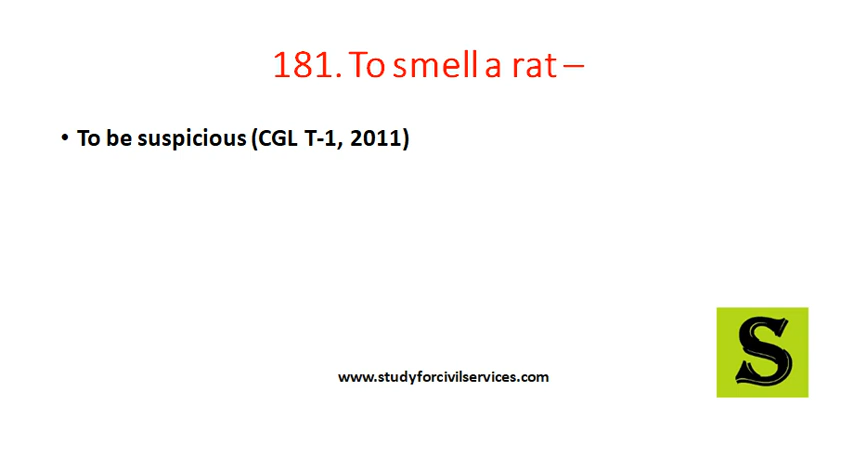 181. To smell a rat –
• To be suspicious (CGL T-1, 2011)
S
www.studyforcivilservices.com